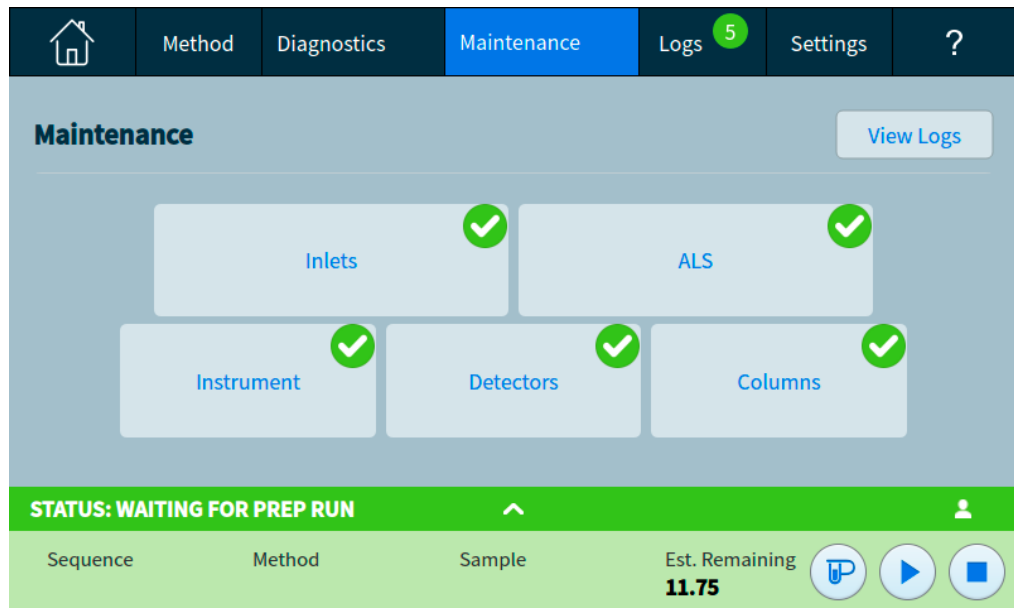 Method Diagnostics Maintenance Logs 5 Settings ?
Maintenance View Logs
Inlets ALS
Instrument Detectors Columns
STATUS: WAITING FOR PREP RUN
Sequence Method Sample Est. Remaining
11.75